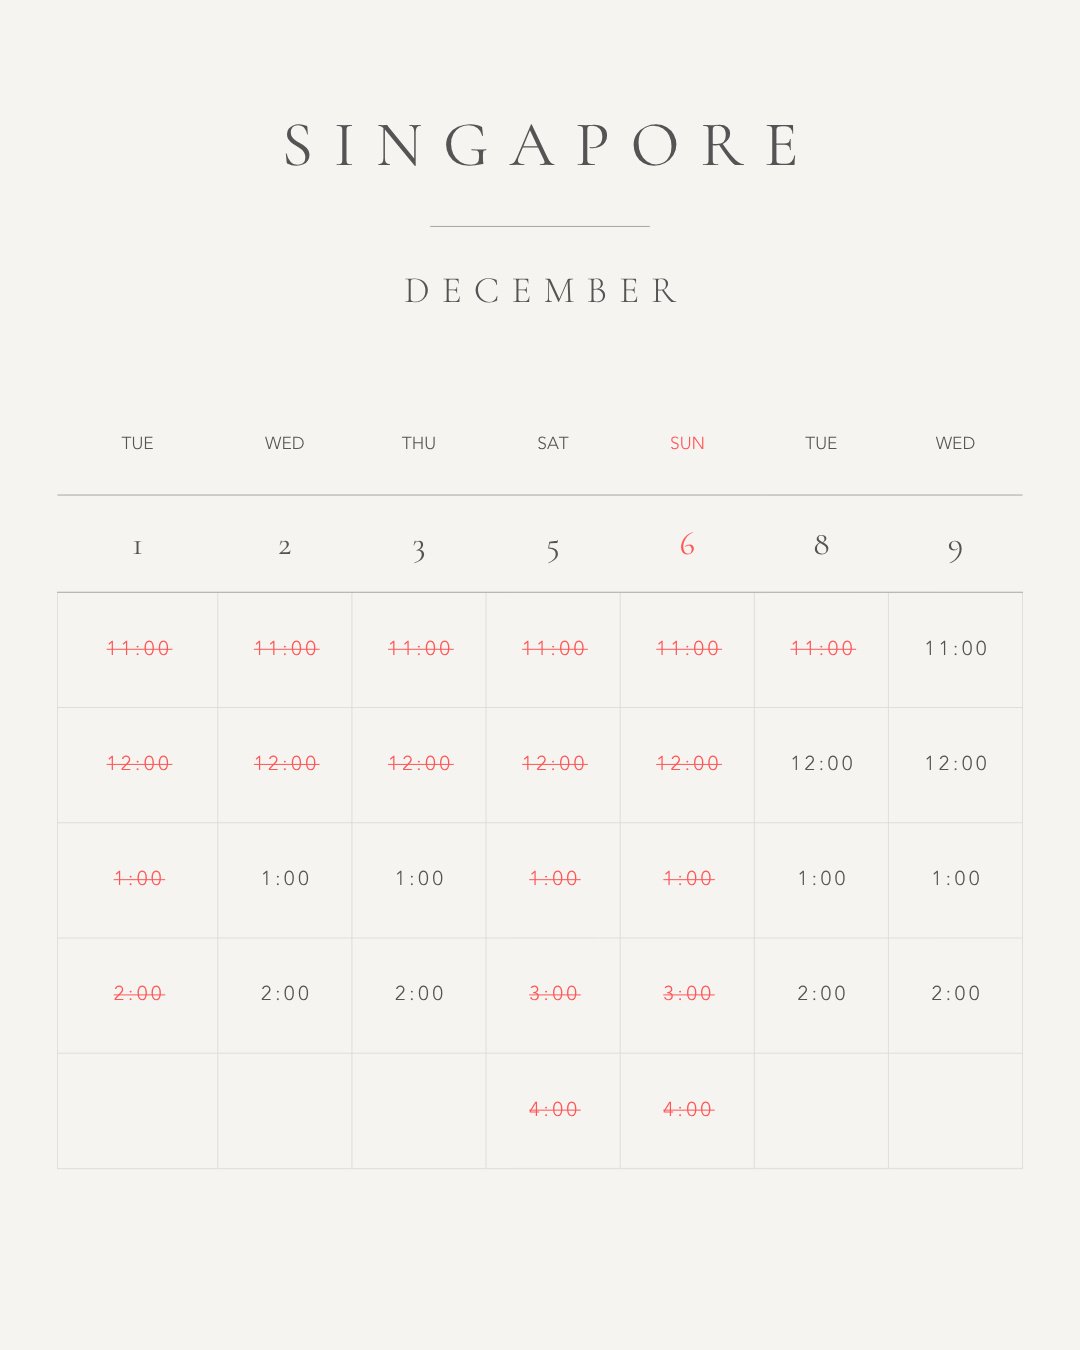 SINGAPORE
DECEMBER
TUE WED THU SAT SUN TUE WED
1 2 3 5 6 8 9
11:00 11:00 11:00 11:00 11:00 11:00 11:00
12:00 12:00 12:00 12:00 12:00 12:00 12:00
1:00 1:00 1:00 1:00 1:00 1:00 1:00
2:00 2:00 2:00 3:00 3:00 2:00 2:00
4:00 4:00